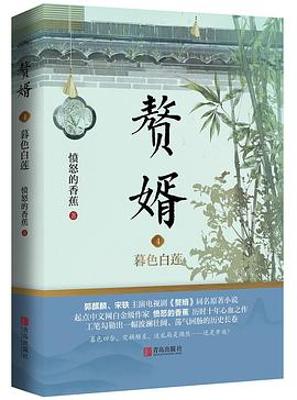 赘婿
4
暮色白莲
愤怒的香蕉 著
赘婿
4
暮色白莲
郭麒麟、宋轶主演电视剧《赘婿》同名原著小说
起点中文网白金级作家 愤怒的香蕉 历时十年心血之作
工笔勾勒出一幅波澜壮阔、荡气回肠的历史长卷
青岛出版社